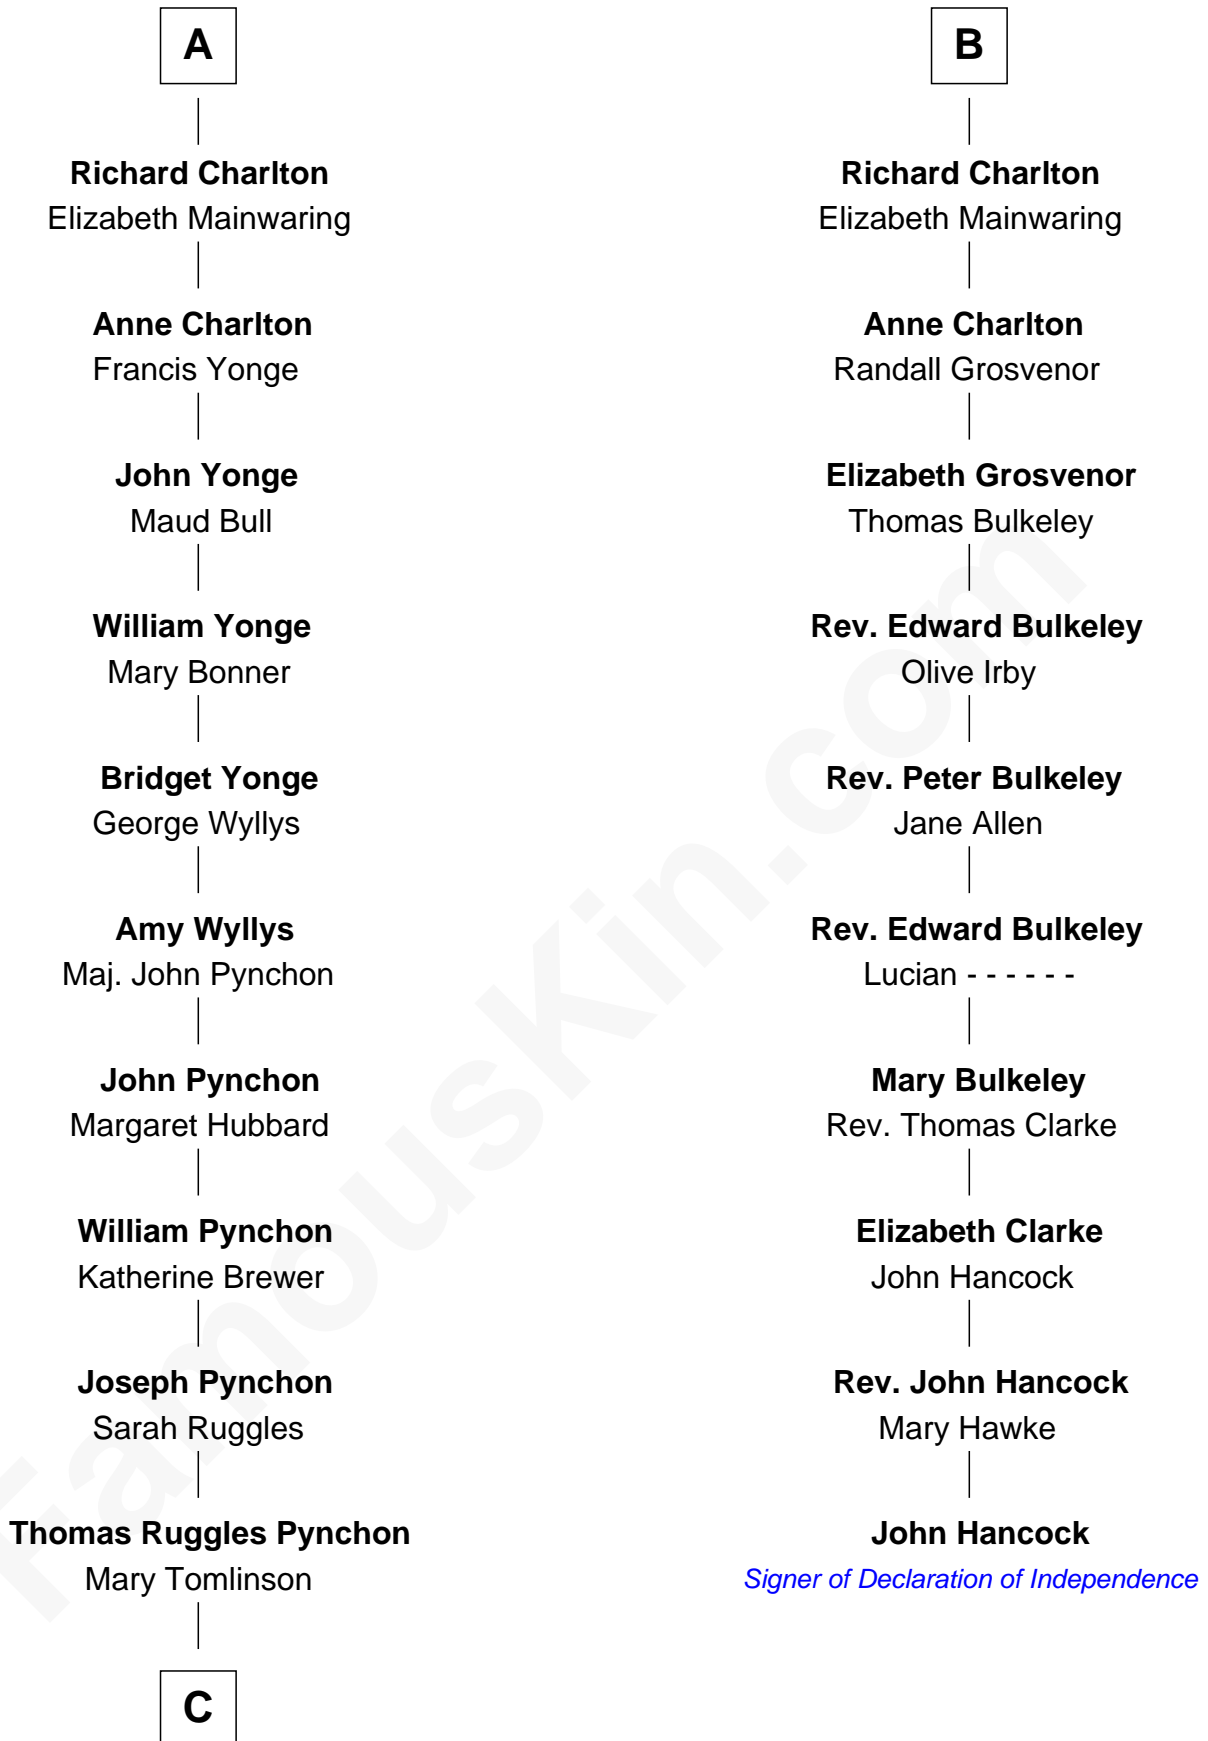 A
Richard Charlton
Elizabeth Mainwaring
Anne Charlton
Francis Yonge
John Yonge
Maud Bull
William Yonge
Mary Bonner
Bridget Yonge
George Wyllys
Amy Wyllys
Maj. John Pynchon
John Pynchon
Margaret Hubbard
William Pynchon
Katherine Brewer
Joseph Pynchon
Sarah Ruggles
Thomas Ruggles Pynchon
Mary Tomlinson
C
B
Richard Charlton
Elizabeth Mainwaring
Anne Charlton
Randall Grosvenor
Elizabeth Grosvenor
Thomas Bulkeley
Rev. Edward Bulkeley
Olive Irby
Rev. Peter Bulkeley
Jane Allen
Rev. Edward Bulkeley
Lucian - - - - - -
Mary Bulkeley
Rev. Thomas Clarke
Elizabeth Clarke
John Hancock
Rev. John Hancock
Mary Hawke
John Hancock
Signer of Declaration of Independence
FamousKin.com